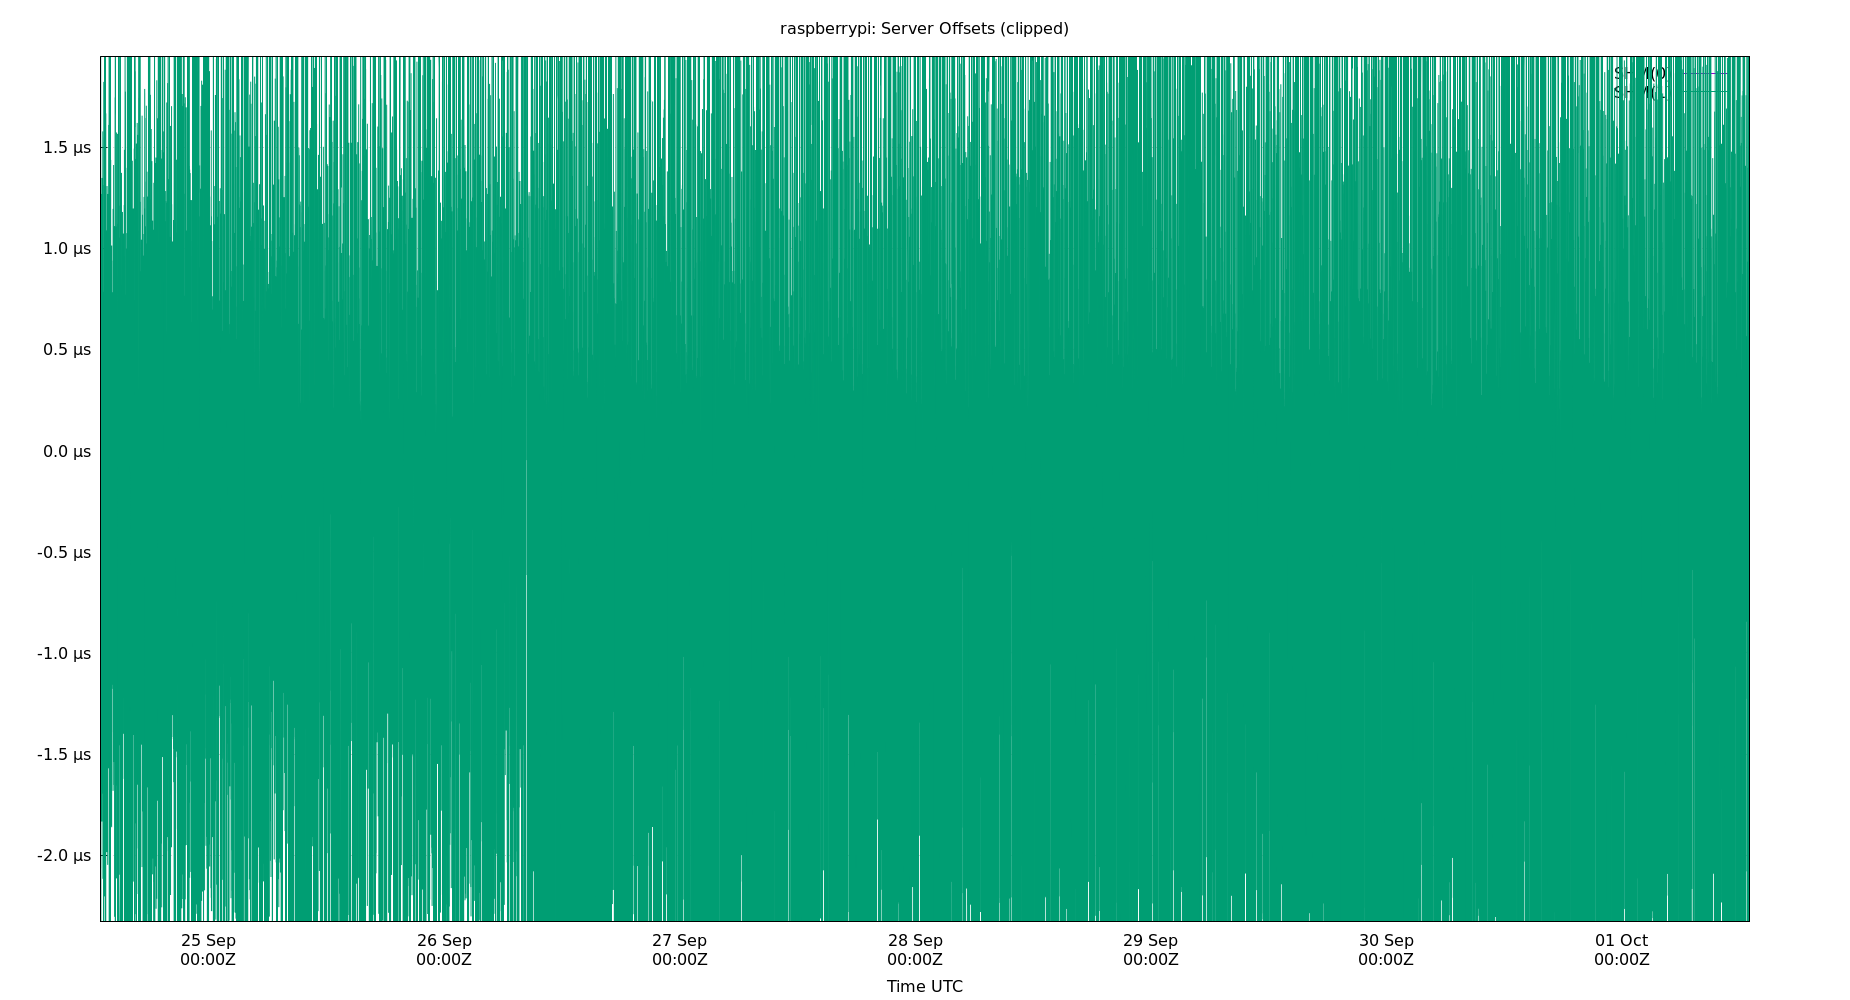 raspberrypi: Server Offsets (clipped)
1.5 µs
1.0 µs
0.5 µs
0.0 µs
-0.5 µs
-1.0 µs
-1.5 µs
-2.0 µs
25 Sep
00:00Z
26 Sep
00:00Z
27 Sep
00:00Z
28 Sep
00:00Z
29 Sep
00:00Z
30 Sep
00:00Z
01 Oct
00:00Z
Time UTC